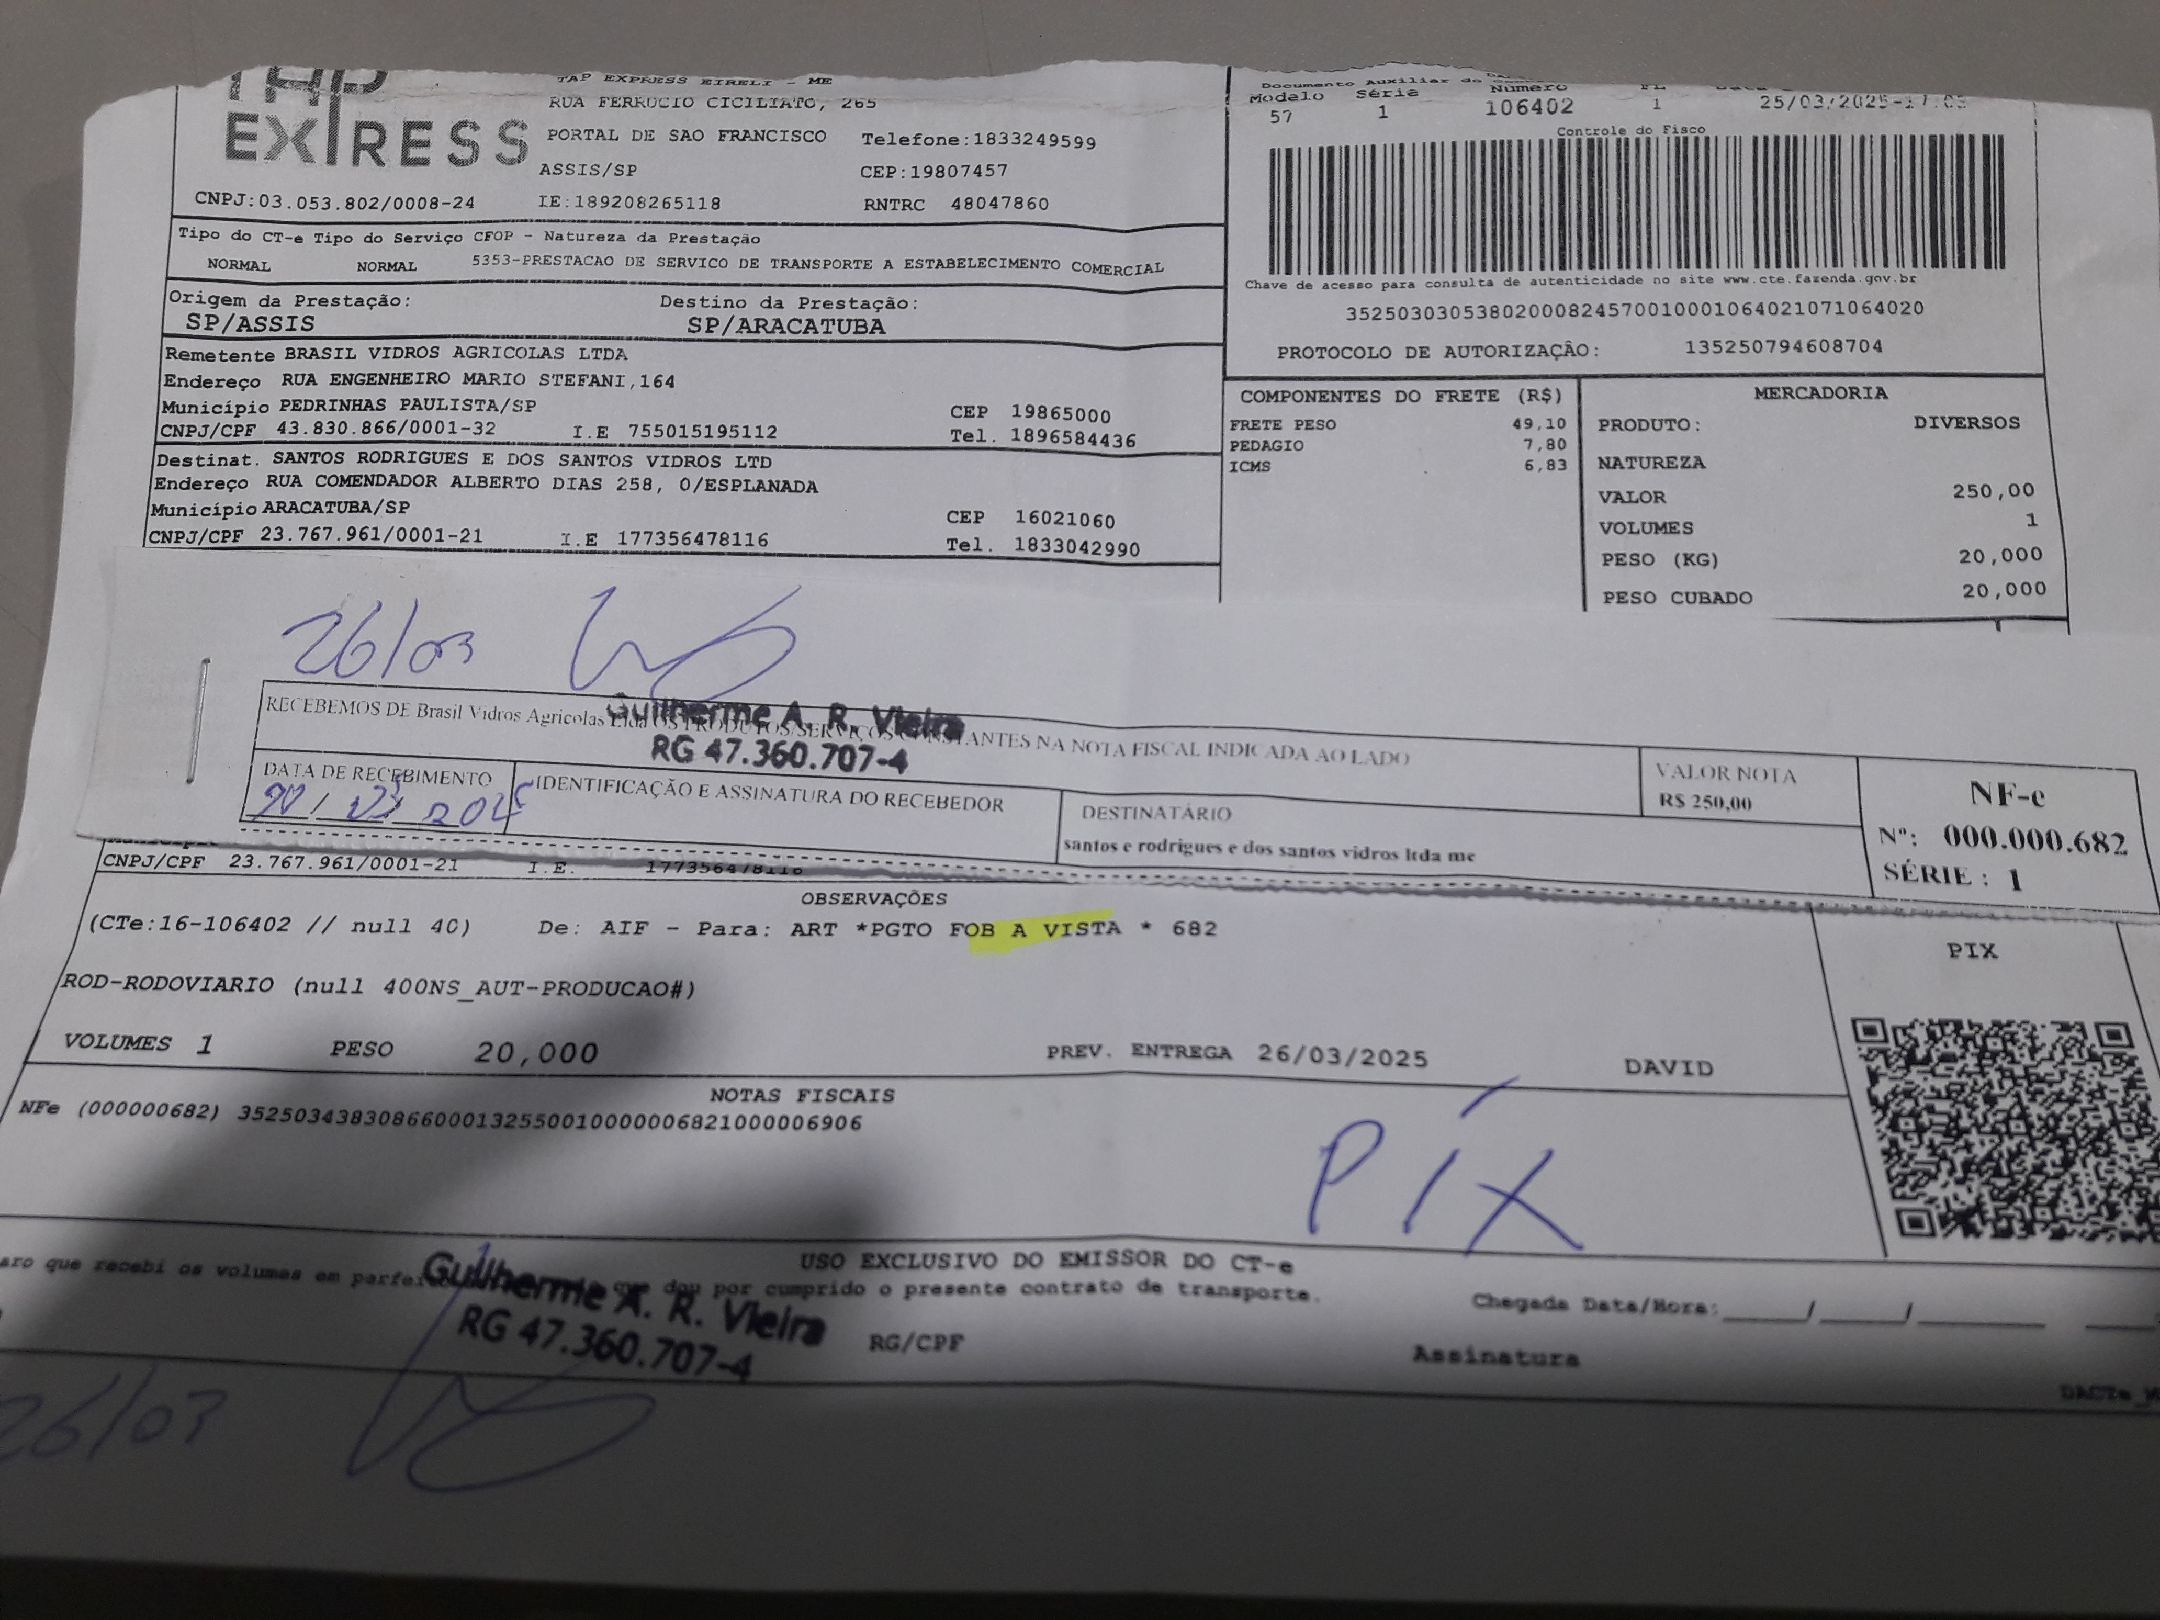 TAP
EXPRESS
TAP EXPRESS EIRELI - ME
RUA FERRUCIO CICILIATO, 265
PORTAL DE SAO FRANCISCO Telefone:1833249599
ASSIS/SP CEP:19807457
CNPJ:03.053.802/0008-24 IE:189208265118 RNTRC 48047860
Documento Auxiliar do
Modelo Série Número FL
57 1 106402 1 25/03/2025-17:03
Controle do Fisco
Chave de acesso para consulta de autenticidade no site www.cte.fazenda.gov.br
35250303053802000824570010001064021071064020
PROTOCOLO DE AUTORIZAÇÃO: 135250794608704
Tipo do CT-e Tipo do Serviço CFOP - Natureza da Prestação
NORMAL NORMAL 5353-PRESTACAO DE SERVICO DE TRANSPORTE A ESTABELECIMENTO COMERCIAL
Origem da Prestação: Destino da Prestação:
SP/ASSIS SP/ARACATUBA
Remetente BRASIL VIDROS AGRICOLAS LTDA
Endereço RUA ENGENHEIRO MARIO STEFANI,164
Município PEDRINHAS PAULISTA/SP CEP 19865000
CNPJ/CPF 43.830.866/0001-32 I.E 755015195112 Tel. 1896584436
Destinat. SANTOS RODRIGUES E DOS SANTOS VIDROS LTD
Endereço RUA COMENDADOR ALBERTO DIAS 258, 0/ESPLANADA
Município ARACATUBA/SP CEP 16021060
CNPJ/CPF 23.767.961/0001-21 I.E 177356478116 Tel. 1833042990
COMPONENTES DO FRETE (R$)
FRETE PESO 49,10
PEDAGIO 7,80
ICMS 6,83
MERCADORIA
PRODUTO: DIVERSOS
NATUREZA
VALOR 250,00
VOLUMES 1
PESO (KG) 20,000
PESO CUBADO 20,000
26/03
Guilherme A. R. Vieira
RG 47.360.707-4
RECEBEMOS DE Brasil Vidros Agricolas Ltda OS PRODUTOS/SERVIÇOS CONSTANTES NA NOTA FISCAL INDICADA AO LADO
DATA DE RECEBIMENTO IDENTIFICAÇÃO E ASSINATURA DO RECEBEDOR
DESTINATÁRIO
santos e rodrigues e dos santos vidros ltda me
VALOR NOTA
R$ 250,00
NF-e
Nº: 000.000.682
SÉRIE: 1
CNPJ/CPF 23.767.961/0001-21 I.E. 177356478116
OBSERVAÇÕES
(CTe:16-106402 // null 40) De: AIF - Para: ART *PGTO FOB A VISTA * 682
ROD-RODOVIARIO (null 400NS_AUT-PRODUCAO#)
VOLUMES 1 PESO 20,000 PREV. ENTREGA 26/03/2025 DAVID
PIX
NOTAS FISCAIS
NFe (000000682) 35250343830866000132550010000006821000006906
PIX
USO EXCLUSIVO DO EMISSOR DO CT-e
aro que recebi os volumes em que dou por cumprido o presente contrato de transporte.
Guilherme A. R. Vieira
RG 47.360.707-4
RG/CPF
Chegada Data/Hora:
Assinatura
26/03